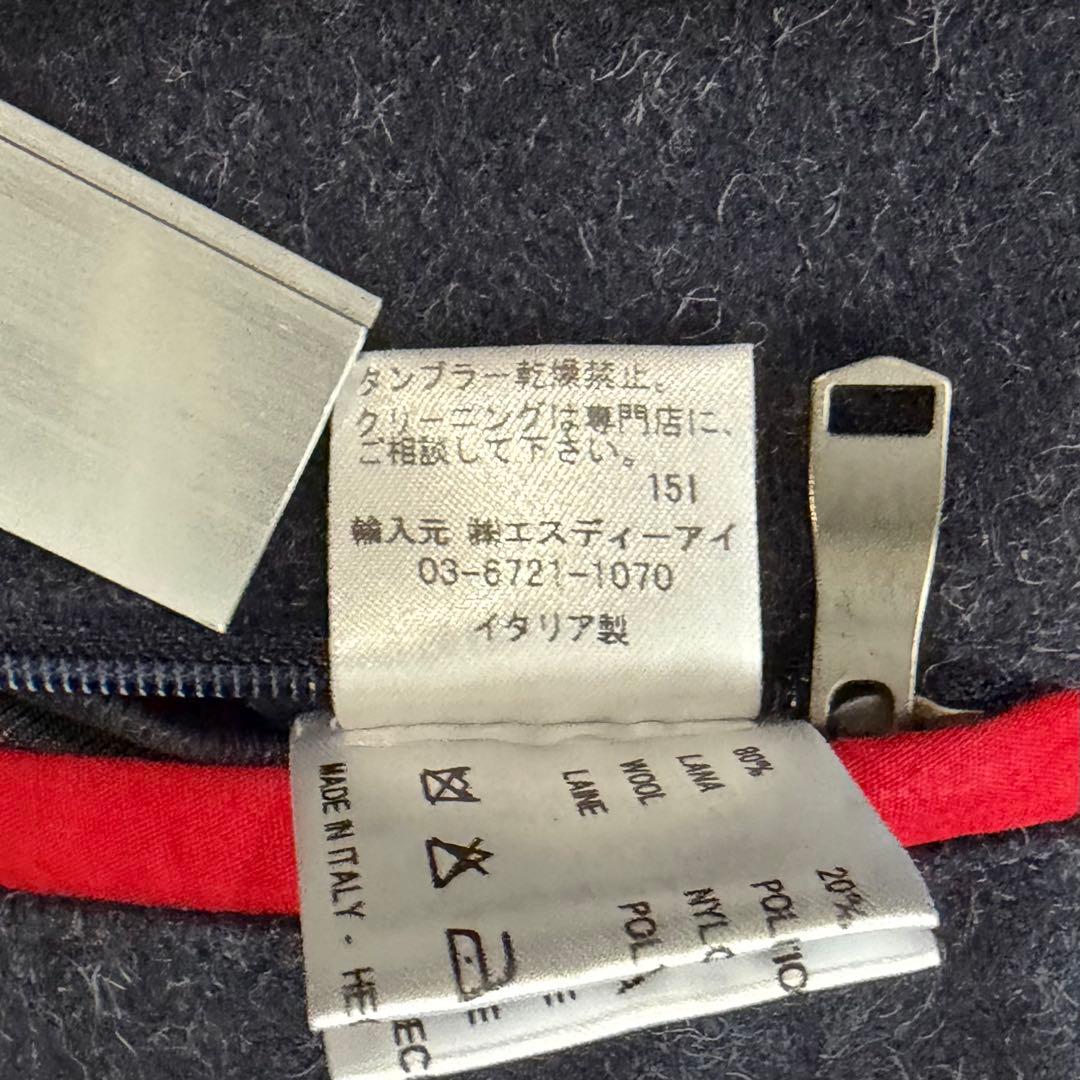 タンブラー乾燥禁止。
クリーニングは専門店に、
ご相談して下さい。
151
輸入元 ㈱エスディーアイ
03-6721-1070
イタリア製
80%
LANA
WOOL
LAINE
20%
MADE IN ITALY -